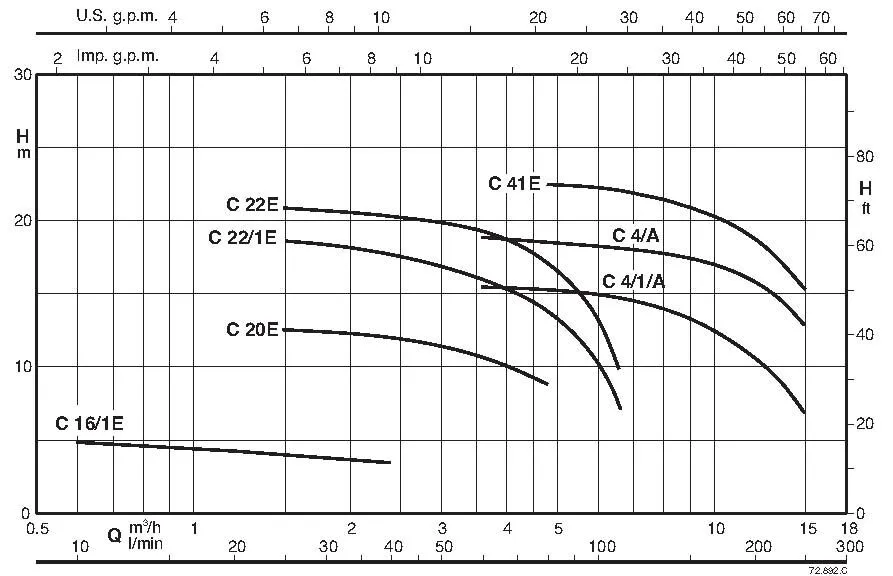 U.S. g.p.m. 4 6 8 10 20 30 40 50 60 70
2 Imp. g.p.m. 4 6 8 10 20 30 40 50 60
30
H
m
80
C 41E
H
ft
C 22E
20
C 22/1E
C 4/A
60
C 4/1/A
C 20E
40
10
C 16/1E
20
0
0
0.5 Q m³/h 1 2 3 4 5 10 15 18
10 l/min 20 30 40 50 100 200 300
72.892.C